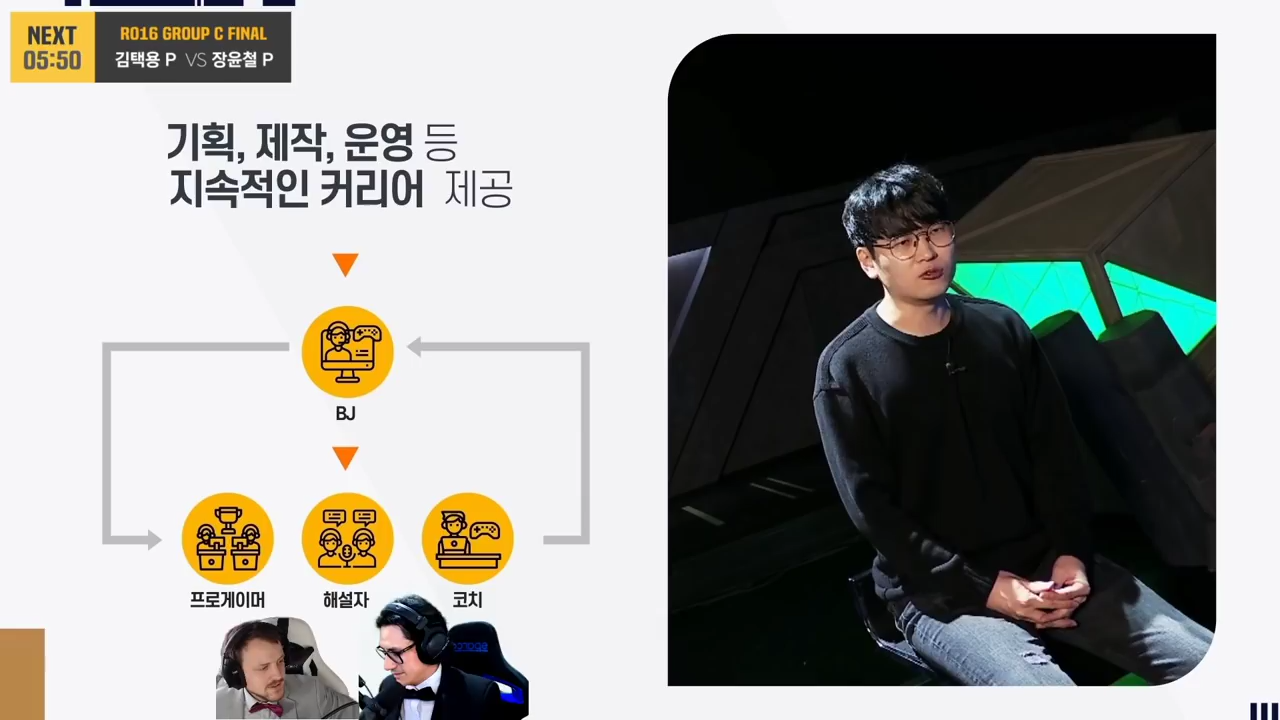 NEXT
05:50
RO16 GROUP C FINAL
김택용 P VS 장윤철 P
기획, 제작, 운영 등
지속적인 커리어 제공
BJ
프로게이머
해설자
코치